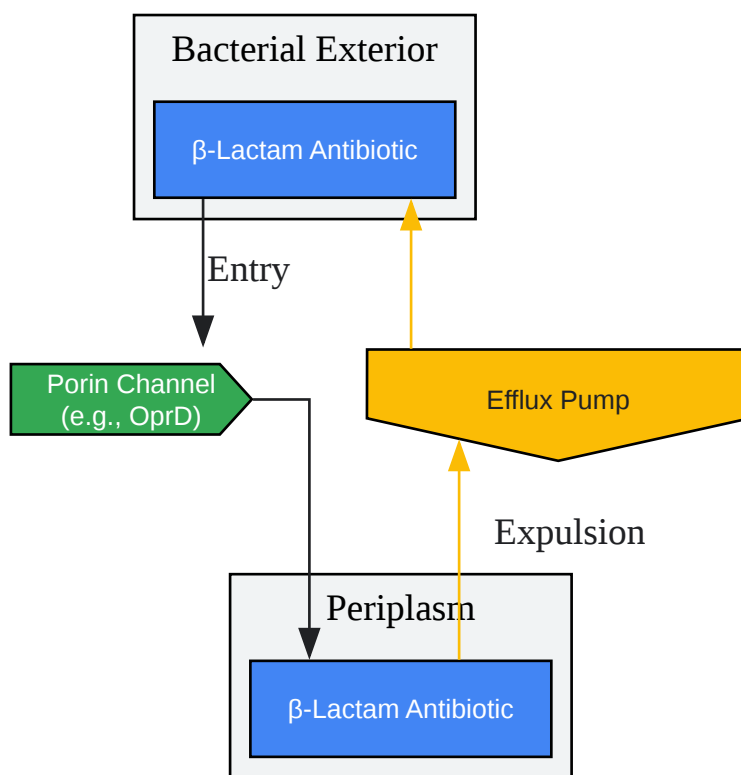 Bacterial Exterior
β-Lactam Antibiotic
Entry
Porin Channel
(e.g., OprD)
Efflux Pump
Expulsion
Periplasm
β-Lactam Antibiotic